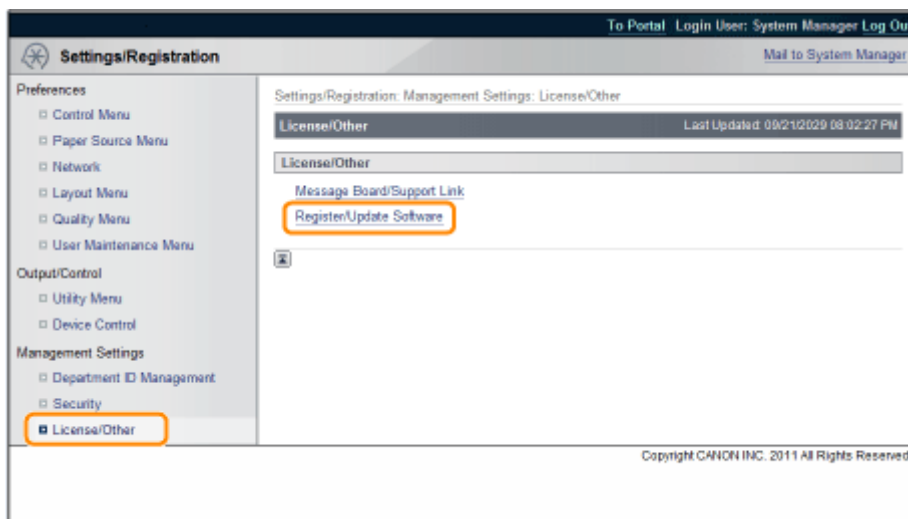 To Portal Login User: System Manager Log Ou
Settings/Registration
Mail to System Manager
Preferences
Control Menu
Paper Source Menu
Network
Layout Menu
Quality Menu
User Maintenance Menu
Output/Control
Utility Menu
Device Control
Management Settings
Department ID Management
Security
License/Other
Settings/Registration: Management Settings: License/Other
License/Other
Last Updated: 09/21/2029 08:02:27 PM
License/Other
Message Board/Support Link
Register/Update Software
Copyright CANON INC. 2011 All Rights Reserved